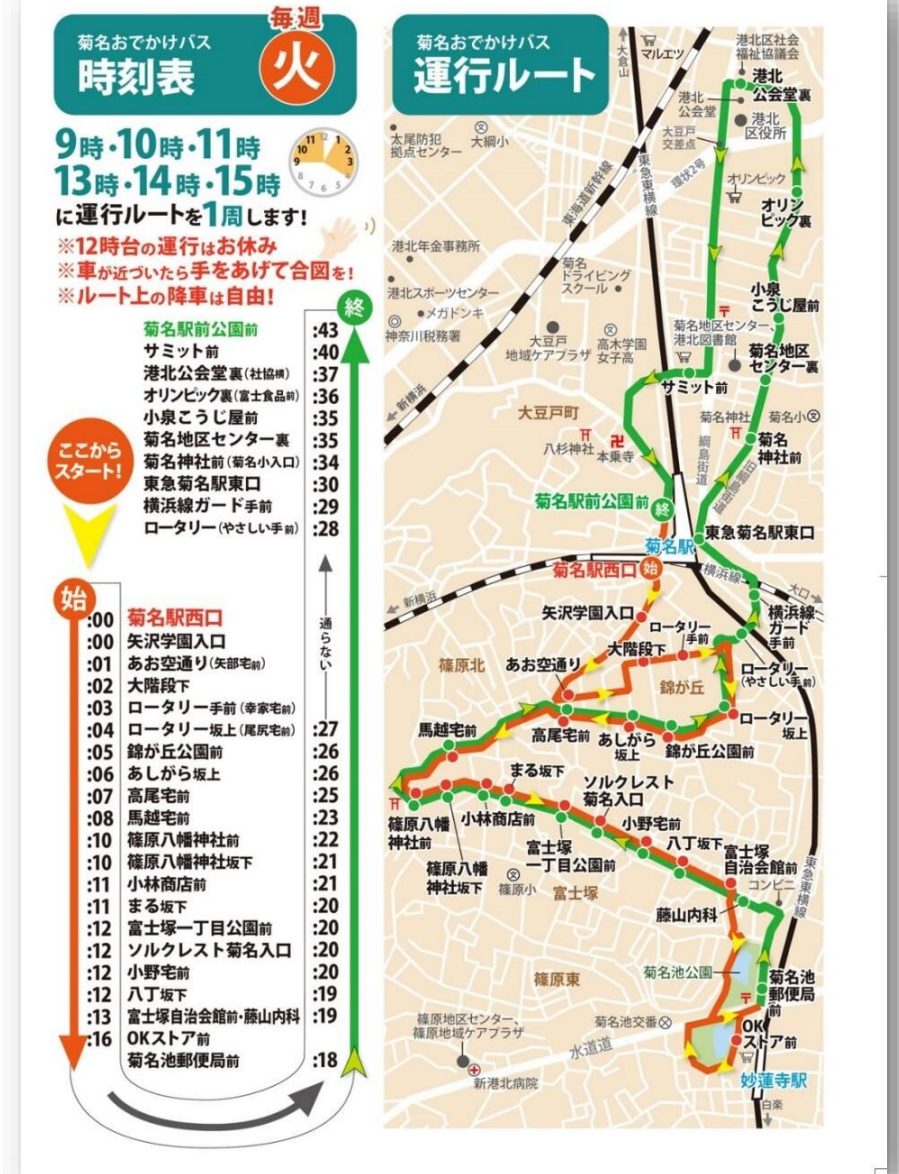 菊名おでかけバス
時刻表
毎週
火
9時・10時・11時
13時・14時・15時
に運行ルートを1周します!
11 12 1
10 2
9 3
8 4
7 6 5
※12時台の運行はお休み
※車が近づいたら手をあげて合図を!
※ルート上の降車は自由!
終
菊名駅前公園前 :43
サミット前 :40
港北公会堂裏(社協横) :37
オリンピック裏(富士食品前) :36
小泉こうじ屋前 :35
菊名地区センター裏 :35
菊名神社前(菊名小入口) :34
東急菊名駅東口 :30
横浜線ガード手前 :29
ロータリー(やさしい手前) :28
ここから
スタート!
通らない
始
:00 菊名駅西口
:00 矢沢学園入口
:01 あお空通り(矢部宅前)
:02 大階段下
:03 ロータリー手前(幸家宅前)
:04 ロータリー坂上(尾尻宅前) :27
:05 錦が丘公園前 :26
:06 あしがら坂上 :26
:07 高尾宅前 :25
:08 馬越宅前 :23
:10 篠原八幡神社前 :22
:10 篠原八幡神社坂下 :21
:11 小林商店前 :21
:11 まる坂下 :20
:12 富士塚一丁目公園前 :20
:12 ソルクレスト菊名入口 :20
:12 小野宅前 :20
:12 八丁坂下 :19
:13 富士塚自治会館前・藤山内科 :19
:16 OKストア前
菊名池郵便局前 :18
菊名おでかけバス
運行ルート
大倉山
マルエツ
港北区社会
福祉協議会
港北
公会堂裏
港北
公会堂
港北
区役所
大豆戸
交差点
太尾防犯
拠点センター
文
大綱小
東海道新幹線
東急東横線
環状2号
オリンピック
オリン
ピック裏
港北年金事務所
菊名
ドライビング
スクール
港北スポーツセンター
メガドンキ
神奈川税務署
小泉
こうじ屋前
大豆戸
地域ケアプラザ
文
高木学園
女子高
菊名地区センター、
港北図書館
菊名地区
センター裏
サミット前
新横浜
大豆戸町
八杉神社
本乗寺
菊名神社
菊名小文
菊名
神社前
綱島街道
旧綱島街道
菊名駅前公園前
終
東急菊名駅東口
菊名駅
菊名駅西口
始
横浜線
大口
新横浜
矢沢学園入口
ロータリー
手前
横浜線
ガード
手前
大階段下
あお空通り
篠原北
錦が丘
ロータリー
(やさしい手前)
馬越宅前
高尾宅前
あしがら
坂上
錦が丘公園前
ロータリー
坂上
まる坂下
ソルクレスト
菊名入口
小林商店前
小野宅前
篠原八幡
神社前
八丁坂下
富士塚
自治会館前
富士塚
一丁目公園前
篠原八幡
神社坂下
文
篠原小
富士塚
コンビニ
東急東横線
藤山内科
篠原東
菊名池公園
菊名池
郵便局
前
篠原地区センター、
篠原地域ケアプラザ
菊名池交番
OK
ストア前
水道道
新港北病院
妙蓮寺駅
白楽